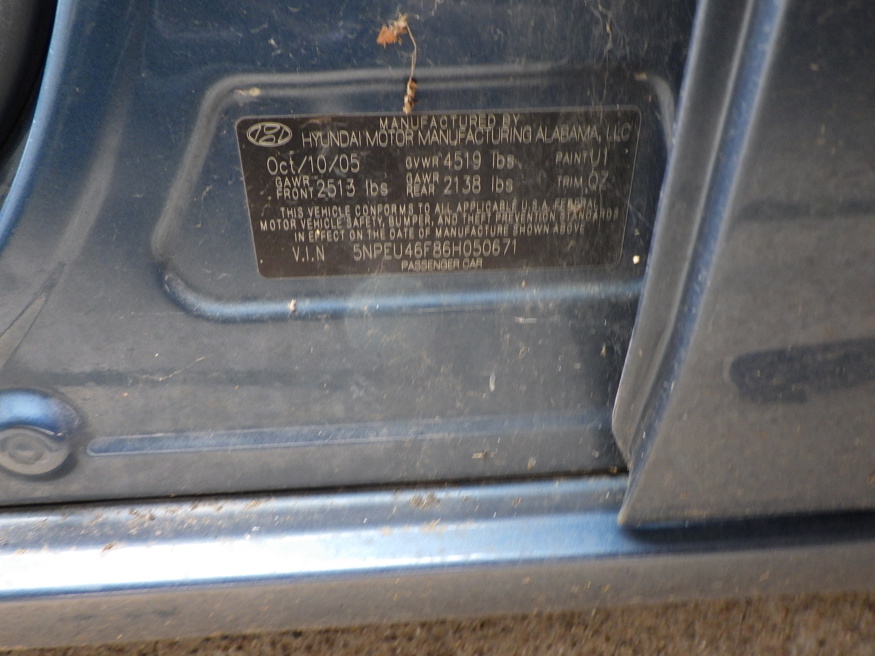 MANUFACTURED BY
HYUNDAI MOTOR MANUFACTURING ALABAMA, LLC
Oct/10/05 GVWR 4519 lbs PAINT U1
GAWR FRONT 2513 lbs GAWR REAR 2138 lbs TRIM QZ
THIS VEHICLE CONFORMS TO ALL APPLICABLE U.S.A. FEDERAL
MOTOR VEHICLE SAFETY, BUMPER, AND THEFT PREVENTION STANDARDS
IN EFFECT ON THE DATE OF MANUFACTURE SHOWN ABOVE
V.I.N 5NPEU46F86H050671
PASSENGER CAR